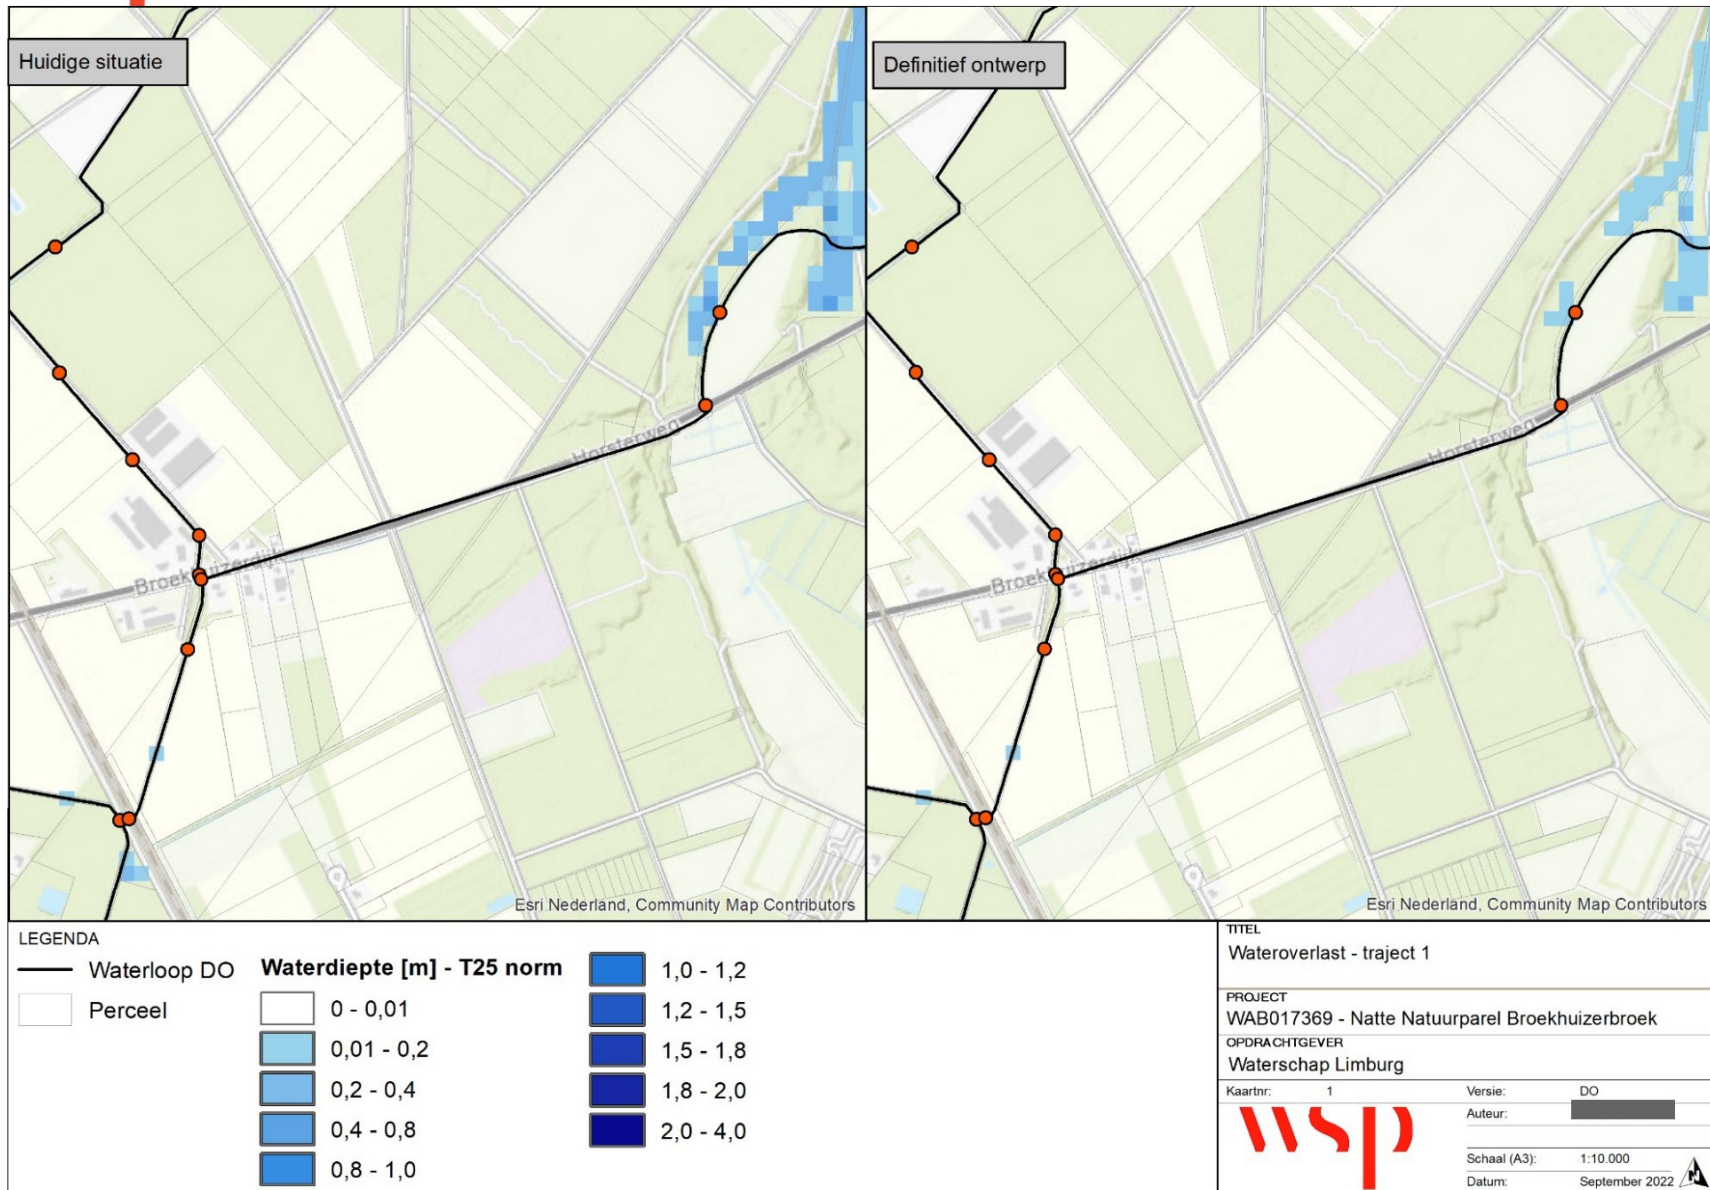 Huidige situatie
Horsterweg
Broekhuizerdijk
Esri Nederland, Community Map Contributors
Definitief ontwerp
Horsterweg
Broekhuizerdijk
Esri Nederland, Community Map Contributors
LEGENDA
Waterloop DO
Perceel
Waterdiepte [m] - T25 norm
0 - 0,01
0,01 - 0,2
0,2 - 0,4
0,4 - 0,8
0,8 - 1,0
1,0 - 1,2
1,2 - 1,5
1,5 - 1,8
1,8 - 2,0
2,0 - 4,0
TITEL
Wateroverlast - traject 1
PROJECT
WAB017369 - Natte Natuurparel Broekhuizerbroek
OPDRACHTGEVER
Waterschap Limburg
Kaartnr: 1 Versie: DO
Auteur:
wsp
Schaal (A3): 1:10.000
Datum: September 2022